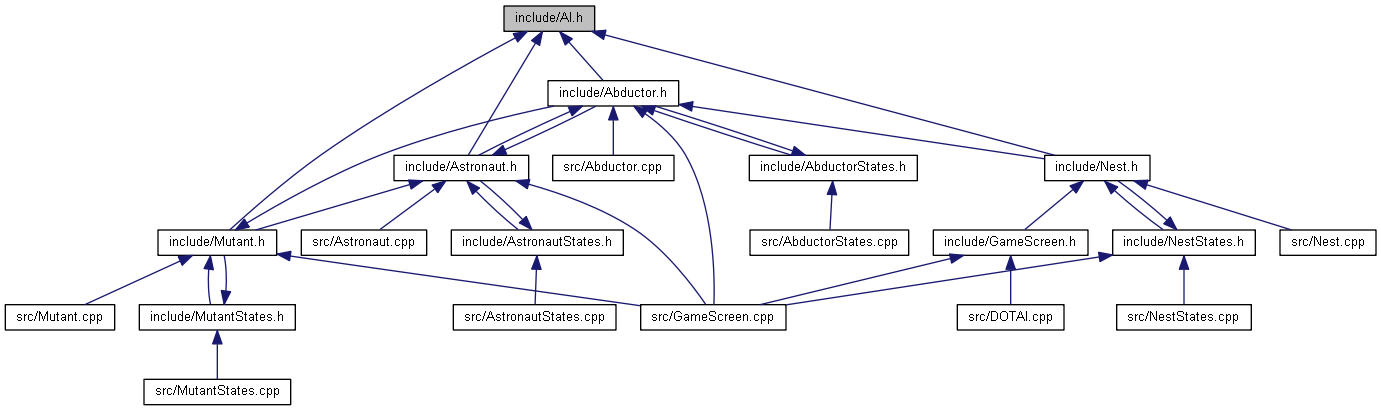 include/AI.h
include/Abductor.h
include/Astronaut.h
src/Abductor.cpp
include/AbductorStates.h
include/Nest.h
include/Mutant.h
src/Astronaut.cpp
include/AstronautStates.h
src/AbductorStates.cpp
include/GameScreen.h
include/NestStates.h
src/Nest.cpp
src/Mutant.cpp
include/MutantStates.h
src/AstronautStates.cpp
src/GameScreen.cpp
src/DOTAI.cpp
src/NestStates.cpp
src/MutantStates.cpp